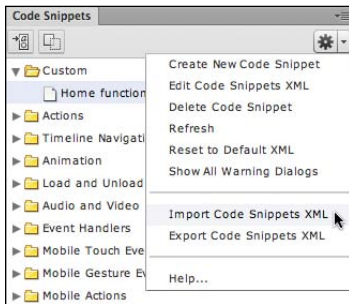 Code Snippets
Custom
Home function
Actions
Timeline Navigati
Animation
Load and Unload
Audio and Video
Event Handlers
Mobile Touch Eve
Mobile Gesture Ev
Mobile Actions
Create New Code Snippet
Edit Code Snippets XML
Delete Code Snippet
Refresh
Reset to Default XML
Show All Warning Dialogs
Import Code Snippets XML
Export Code Snippets XML
Help...